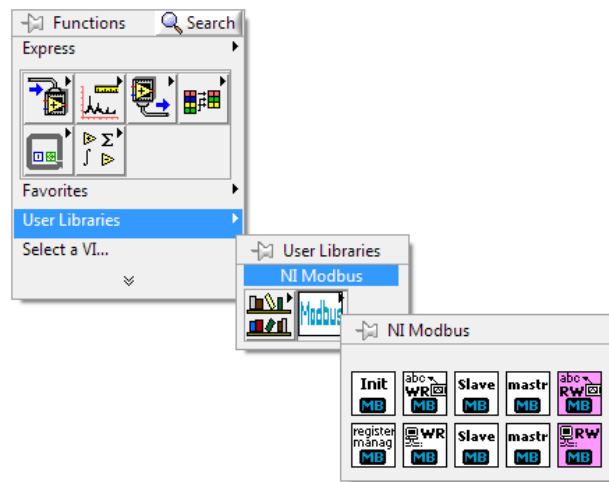 Functions
Search
Express
Σ
∫
Favorites
User Libraries
Select a VI...
User Libraries
NI Modbus
Modbus
NI Modbus
Init
MB
abc
WR
MB
Slave
MB
mastr
MB
abc
RW
MB
register
manag
MB
WR
MB
Slave
MB
mastr
MB
RW
MB